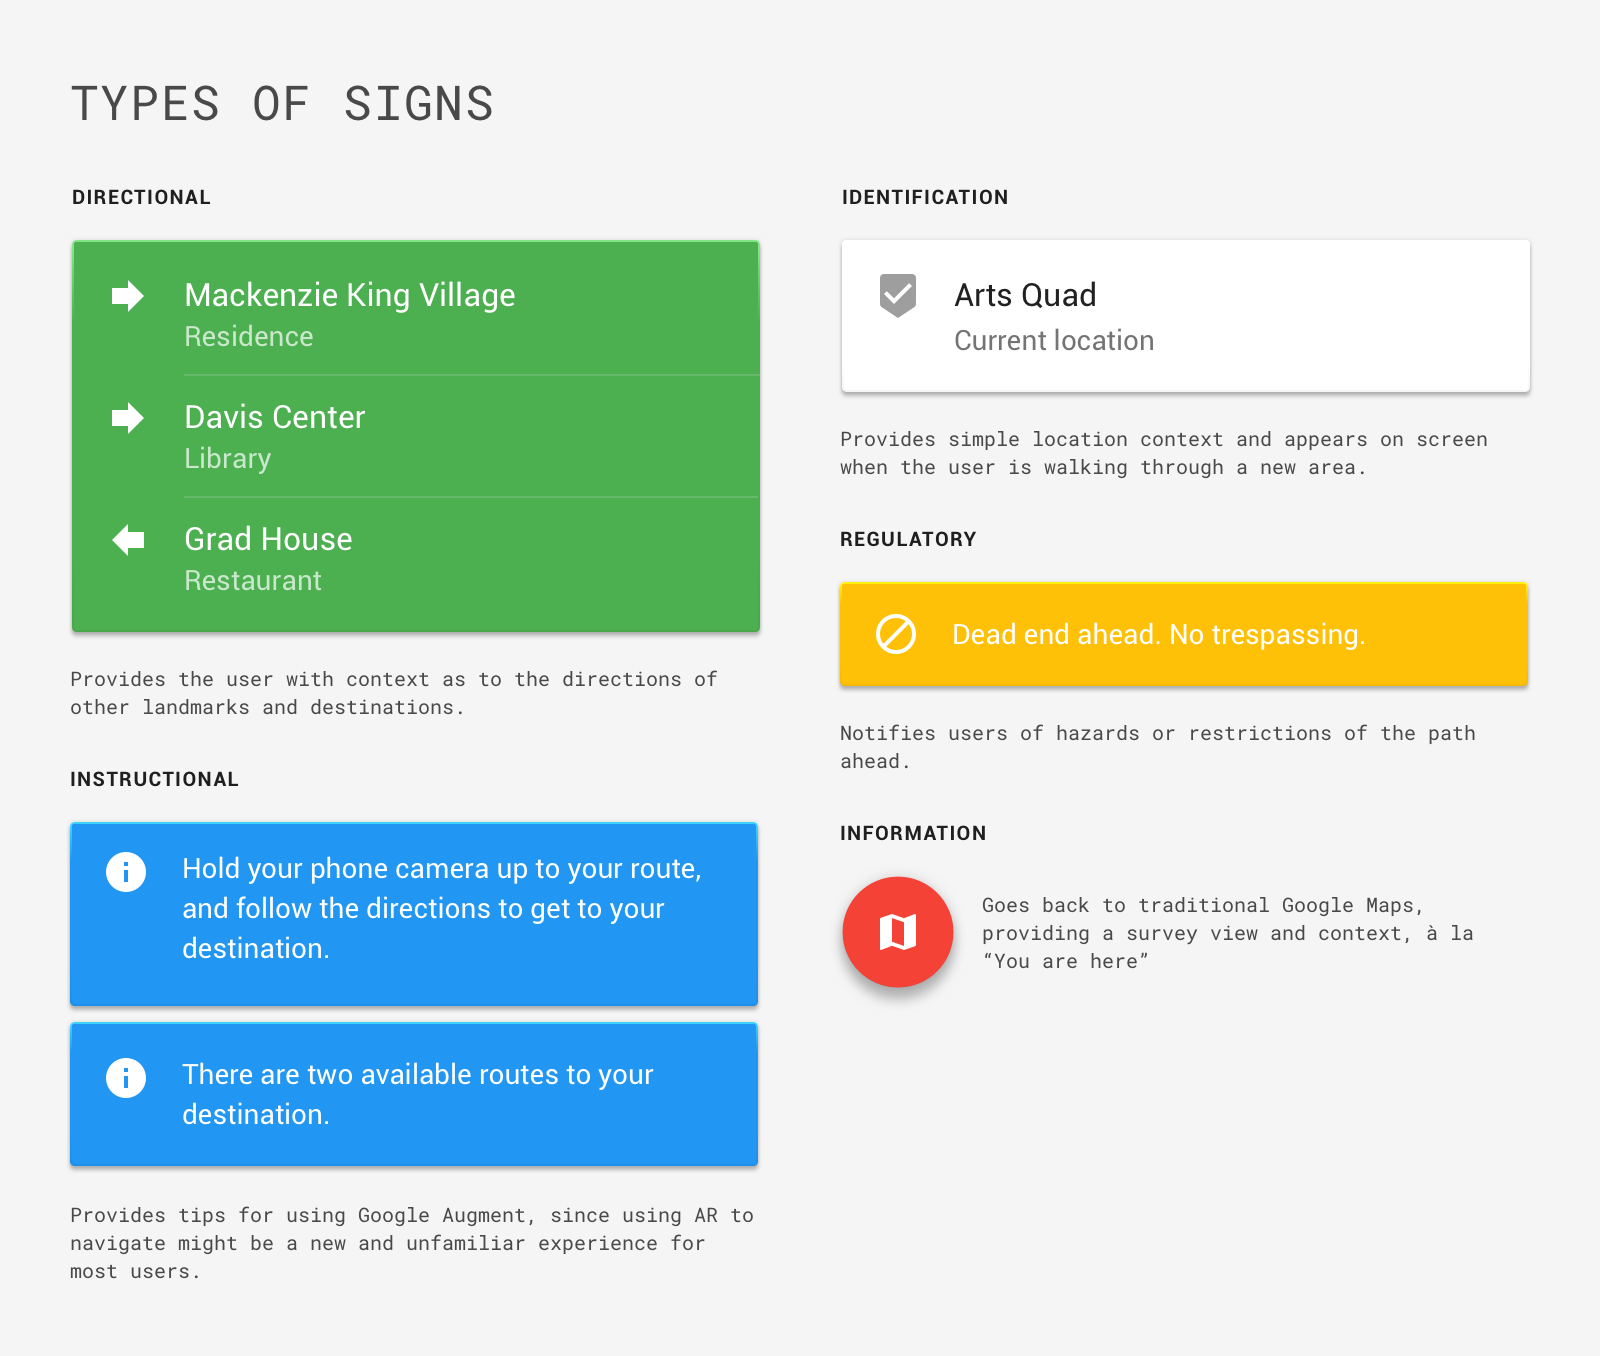 TYPES OF SIGNS
DIRECTIONAL
Mackenzie King Village
Residence
Davis Center
Library
Grad House
Restaurant
Provides the user with context as to the directions of
other landmarks and destinations.
INSTRUCTIONAL
Hold your phone camera up to your route,
and follow the directions to get to your
destination.
There are two available routes to your
destination.
Provides tips for using Google Augment, since using AR to
navigate might be a new and unfamiliar experience for
most users.
IDENTIFICATION
Arts Quad
Current location
Provides simple location context and appears on screen
when the user is walking through a new area.
REGULATORY
Dead end ahead. No trespassing.
Notifies users of hazards or restrictions of the path
ahead.
INFORMATION
Goes back to traditional Google Maps,
providing a survey view and context, à la
“You are here”